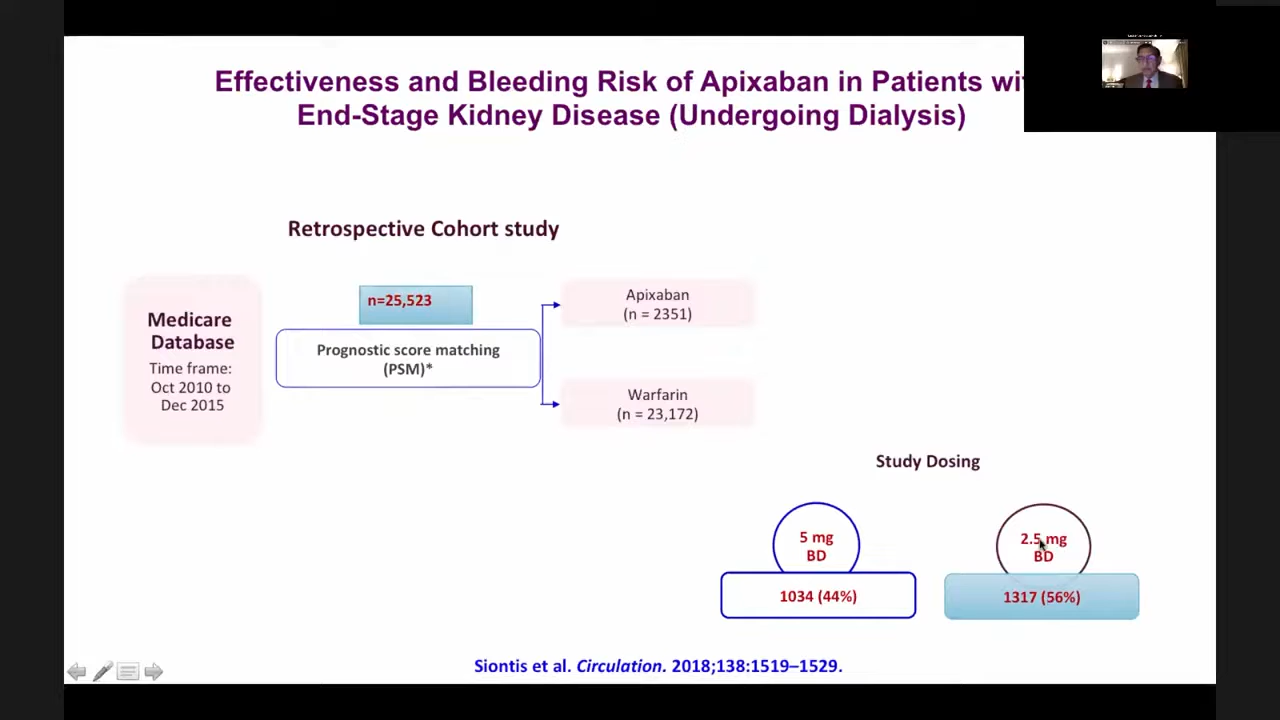 Effectiveness and Bleeding Risk of Apixaban in Patients wit
End-Stage Kidney Disease (Undergoing Dialysis)
Retrospective Cohort study
Medicare
Database
Time frame:
Oct 2010 to
Dec 2015
n=25,523
Prognostic score matching
(PSM)*
Apixaban
(n = 2351)
Warfarin
(n = 23,172)
Study Dosing
5 mg
BD
1034 (44%)
2.5 mg
BD
1317 (56%)
Siontis et al. Circulation. 2018;138:1519–1529.